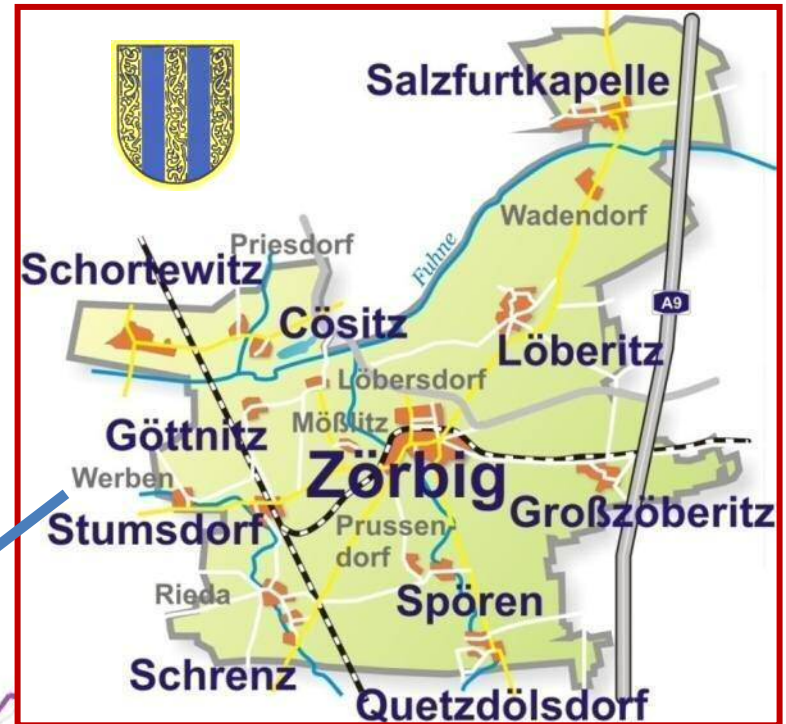 Salzfurtkapelle
Wadendorf
Priesdorf
Fuhne
Schortewitz
A9
Cösitz
Löberitz
Löbersdorf
Mößlitz
Göttnitz
Werben
Zörbig
Großzöberitz
Stumsdorf
Prussen-
dorf
Rieda
Spören
Schrenz
Quetzdölsdorf